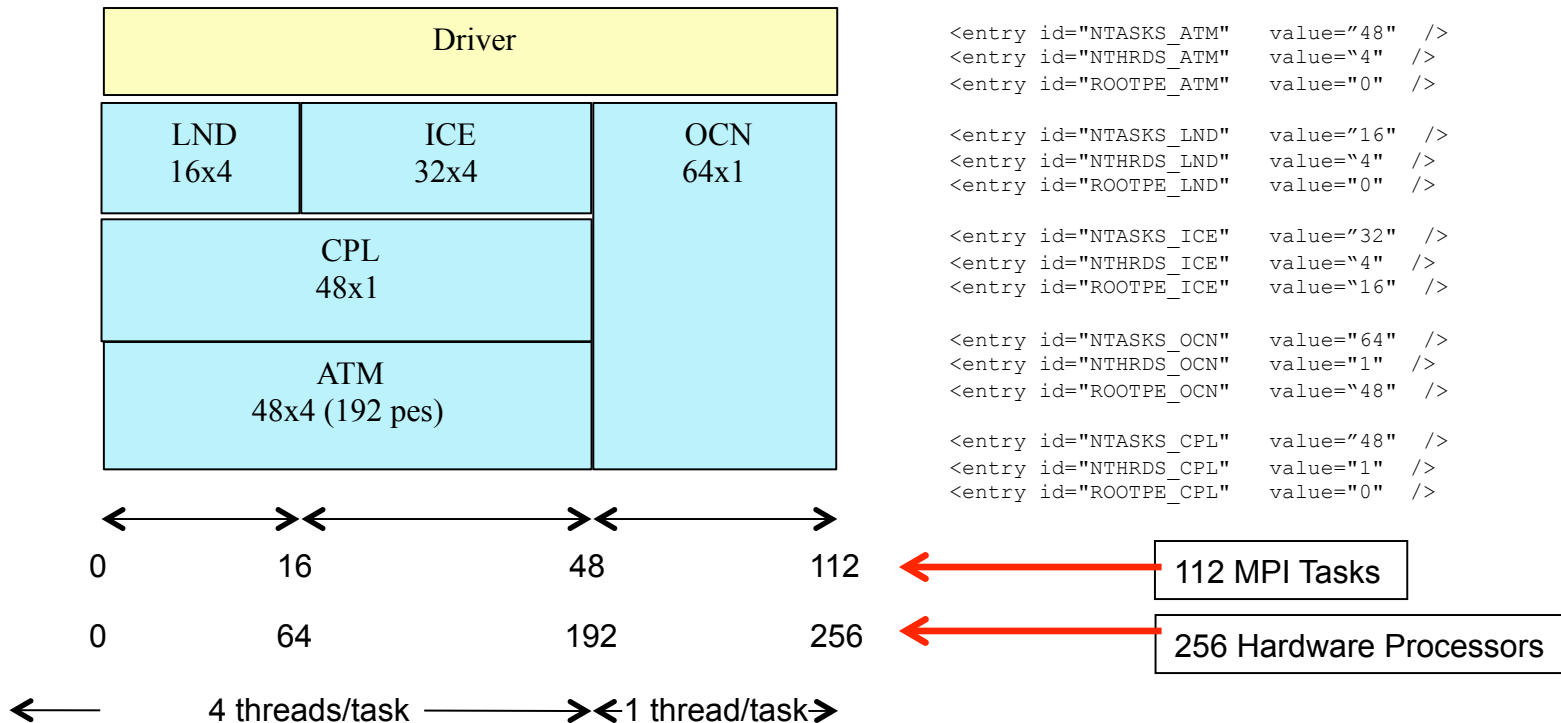 Driver
LND
16x4
ICE
32x4
OCN
64x1
CPL
48x1
ATM
48x4 (192 pes)
0 16 48 112
0 64 192 256
4 threads/task 1 thread/task
<entry id="NTASKS_ATM" value=”48" />
<entry id="NTHRDS_ATM" value=“4" />
<entry id="ROOTPE_ATM" value="0" />
<entry id="NTASKS_LND" value=”16" />
<entry id="NTHRDS_LND" value=“4" />
<entry id="ROOTPE_LND" value="0" />
<entry id="NTASKS_ICE" value=”32" />
<entry id="NTHRDS_ICE" value=“4" />
<entry id="ROOTPE_ICE" value=“16" />
<entry id="NTASKS_OCN" value="64" />
<entry id="NTHRDS_OCN" value="1" />
<entry id="ROOTPE_OCN" value=“48" />
<entry id="NTASKS_CPL" value=”48" />
<entry id="NTHRDS_CPL" value="1" />
<entry id="ROOTPE_CPL" value="0" />
112 MPI Tasks
256 Hardware Processors